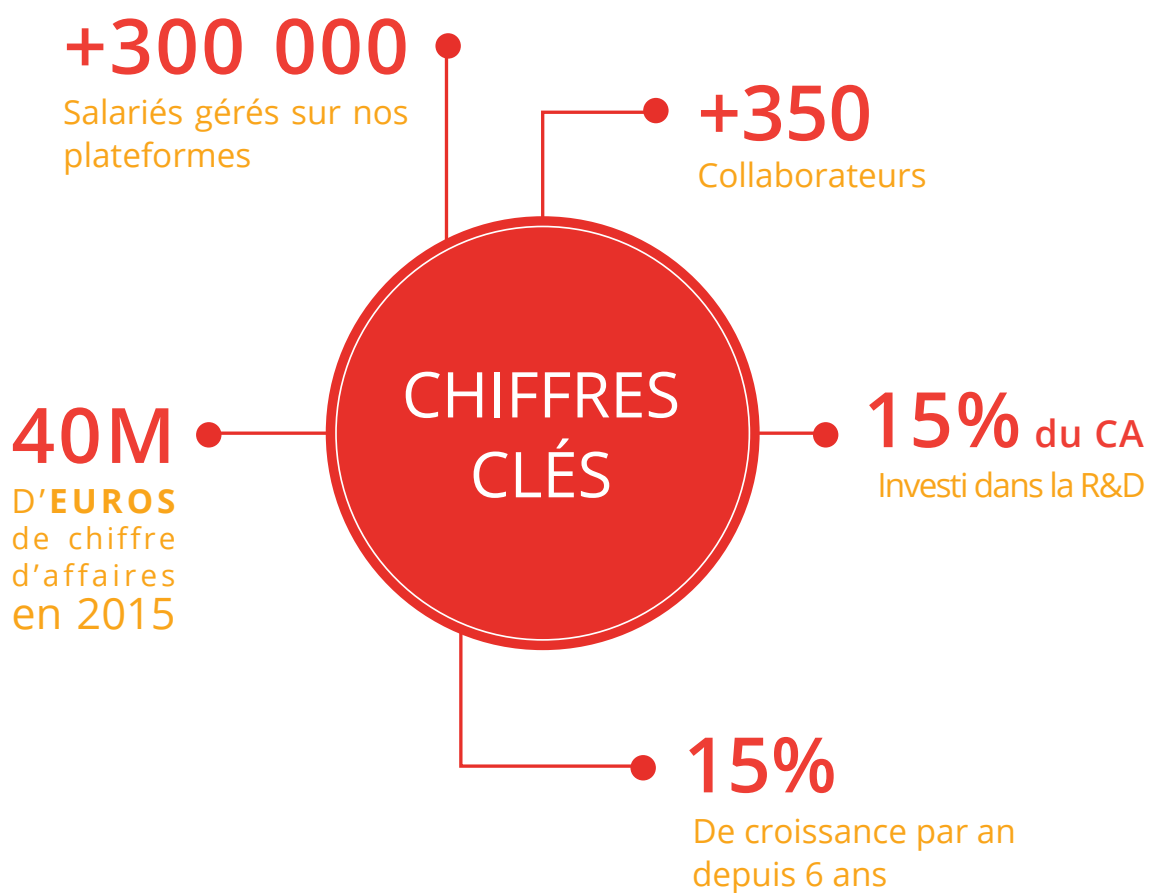 +300 000
Salariés gérés sur nos
plateformes
+350
Collaborateurs
CHIFFRES
CLÉS
40M
D’EUROS
de chiffre
d’affaires
en 2015
15% du CA
Investi dans la R&D
15%
De croissance par an
depuis 6 ans